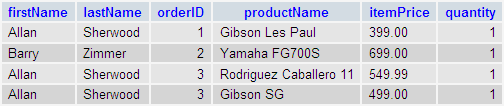 firstName lastName orderID productName itemPrice quantity
Allan Sherwood 1 Gibson Les Paul 399.00 1
Barry Zimmer 2 Yamaha FG700S 699.00 1
Allan Sherwood 3 Rodriguez Caballero 11 549.99 1
Allan Sherwood 3 Gibson SG 499.00 1